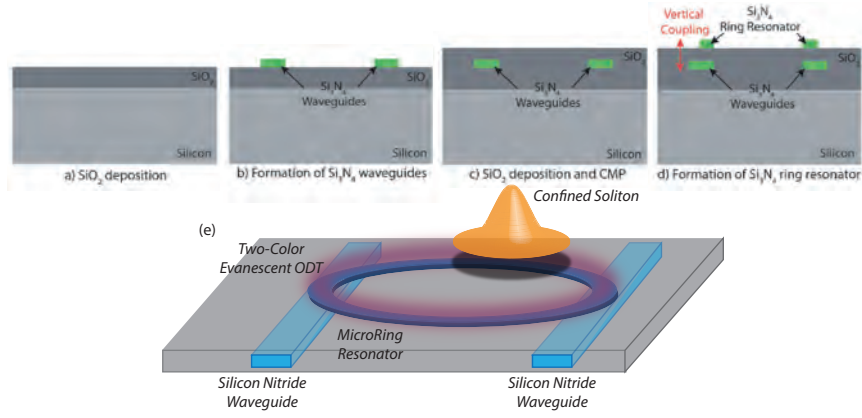 SiO₂
Silicon
a) SiO₂ deposition
SiO₂
Si₃N₄
Waveguides
Silicon
b) Formation of Si₃N₄ waveguides
SiO₂
Si₃N₄
Waveguides
Silicon
c) SiO₂ deposition and CMP
Vertical
Coupling
Si₃N₄
Ring Resonator
SiO₂
Si₃N₄
Waveguides
Silicon
d) Formation of Si₃N₄ ring resonator
(e)
Confined Soliton
Two-Color
Evanescent ODT
MicroRing
Resonator
Silicon Nitride
Waveguide
Silicon Nitride
Waveguide